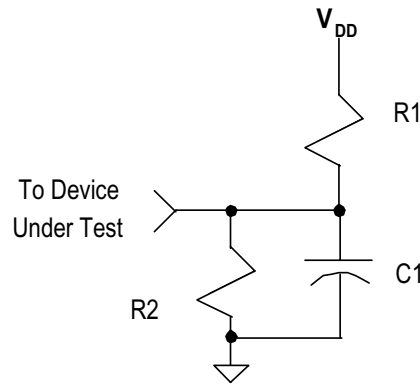 VDD
R1
To Device
Under Test
C1
R2